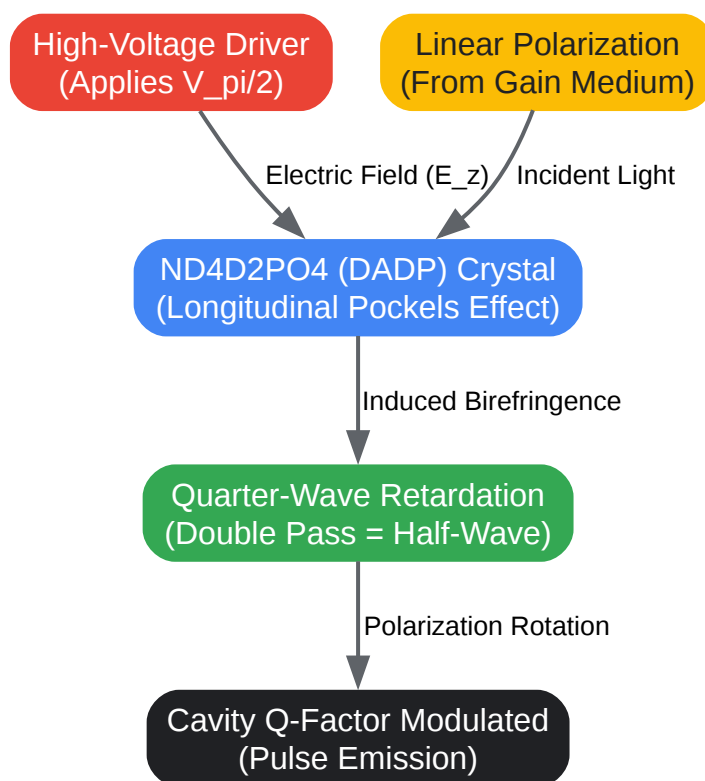 High-Voltage Driver
(Applies V_pi/2)
Linear Polarization
(From Gain Medium)
Electric Field (E_z)
Incident Light
ND4D2PO4 (DADP) Crystal
(Longitudinal Pockels Effect)
Induced Birefringence
Quarter-Wave Retardation
(Double Pass = Half-Wave)
Polarization Rotation
Cavity Q-Factor Modulated
(Pulse Emission)